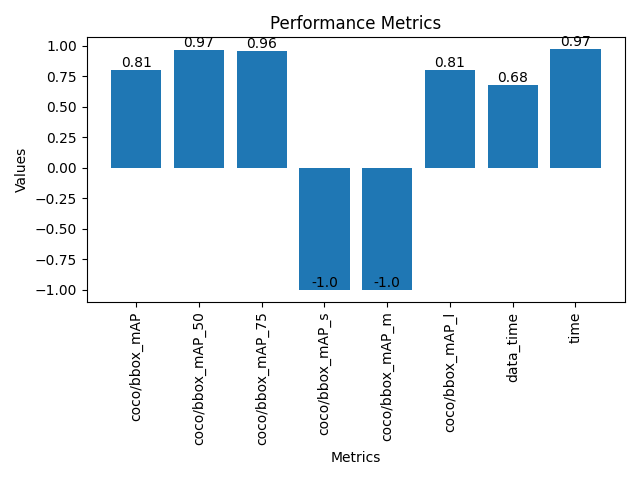 Performance Metrics
1.00
0.75
0.50
0.25
0.00
−0.25
−0.50
−0.75
−1.00
Values
0.81
0.97
0.96
-1.0
-1.0
0.81
0.68
0.97
coco/bbox_mAP
coco/bbox_mAP_50
coco/bbox_mAP_75
coco/bbox_mAP_s
coco/bbox_mAP_m
coco/bbox_mAP_l
data_time
time
Metrics